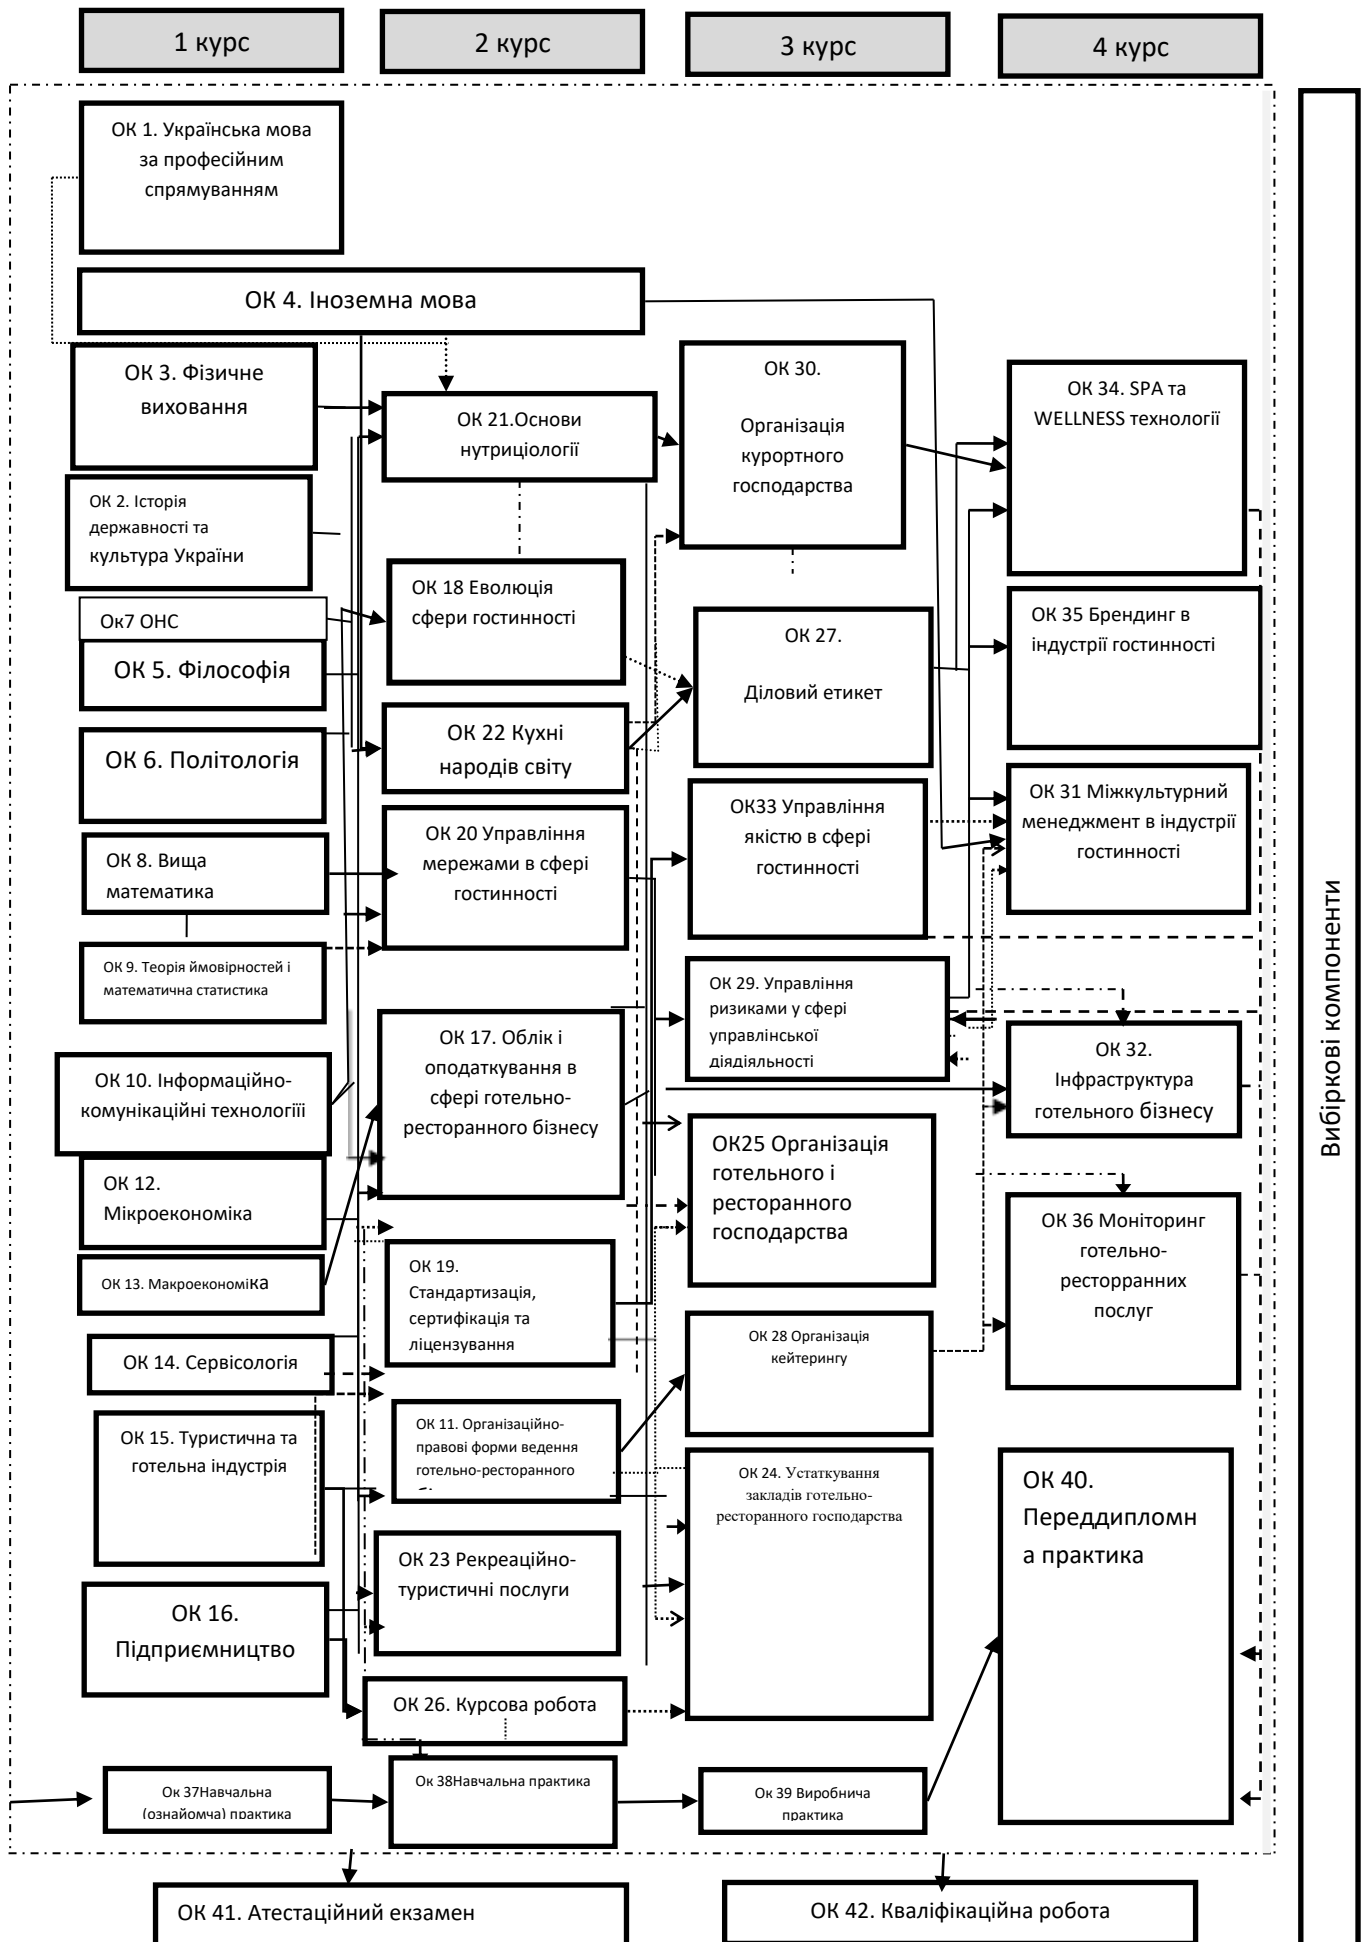 1 курс
2 курс
3 курс
4 курс
ОК 1. Українська мова
за професійним
спрямуванням
ОК 4. Іноземна мова
ОК 3. Фізичне
виховання
ОК 2. Історія
державності та
культура України
Ок7 ОНС
ОК 5. Філософія
ОК 6. Політологія
ОК 8. Вища
математика
ОК 9. Теорія ймовірностей і
математична статистика
ОК 10. Інформаційно-
комунікаційні технологіїї
ОК 12.
Мікроекономіка
ОК 13. Макроекономіка
ОК 14. Сервісологія
ОК 15. Туристична та
готельна індустрія
ОК 16.
Підприємництво
Ок 37Навчальна
(ознайомча) практика
ОК 21.Основи
нутриціології
ОК 18 Еволюція
сфери гостинності
ОК 22 Кухні
народів світу
ОК 20 Управління
мережами в сфері
гостинності
ОК 17. Облік і
оподаткування в
сфері готельно-
ресторанного бізнесу
ОК 19.
Стандартизація,
сертифікація та
ліцензування
ОК 11. Організаційно-
правові форми ведення
готельно-ресторанного
ОК 23 Рекреаційно-
туристичні послуги
ОК 26. Курсова робота
Ок 38Навчальна практика
ОК 30.
Організація
курортного
господарства
ОК 27.
Діловий етикет
ОК33 Управління
якістю в сфері
гостинності
ОК 29. Управління
ризиками у сфері
управлінської
діядіяльності
ОК25 Організація
готельного і
ресторанного
господарства
ОК 28 Організація
кейтерингу
ОК 24. Устаткування
закладів готельно-
ресторанного господарства
Ок 39 Виробнича
практика
ОК 34. SPA та
WELLNESS технології
ОК 35 Брендинг в
індустрії гостинності
ОК 31 Міжкультурний
менеджмент в індустрії
гостинності
ОК 32.
Інфраструктура
готельного бізнесу
ОК 36 Моніторинг
готельно-
ресторранних
послуг
ОК 40.
Переддипломн
а практика
ОК 41. Атестаційний екзамен
ОК 42. Кваліфікаційна робота
Вибіркові компоненти